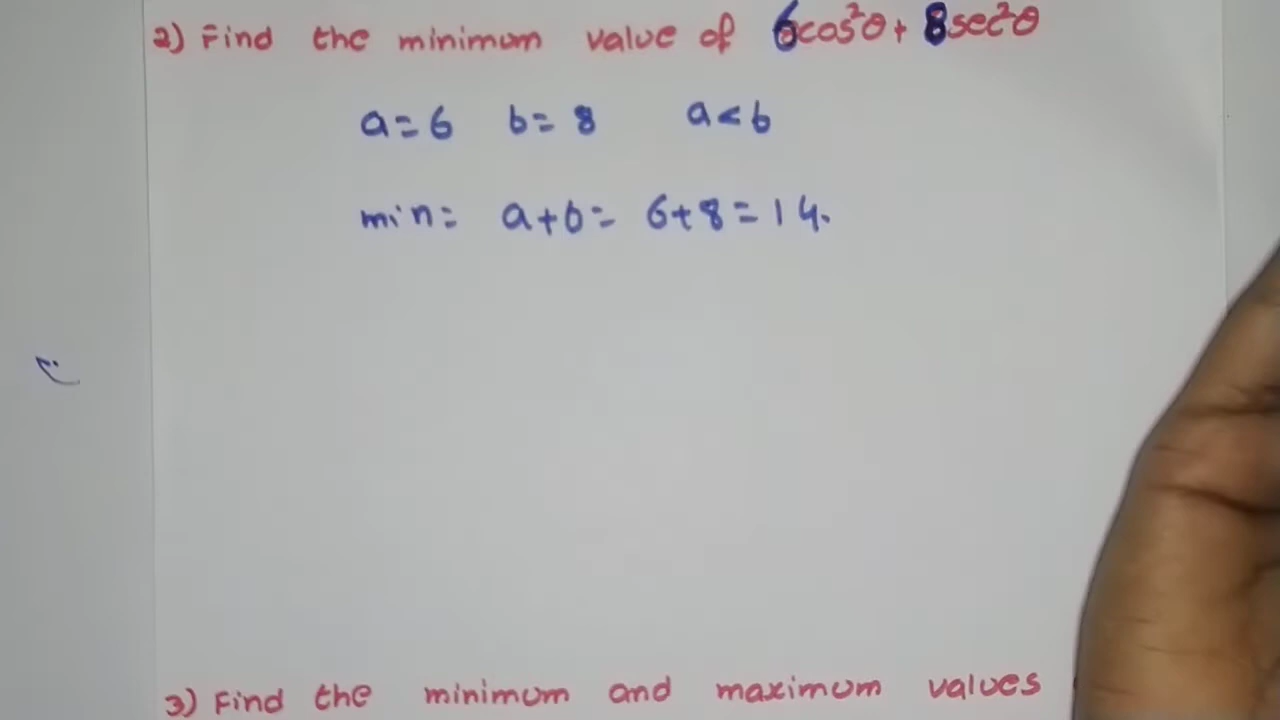 2) Find the minimum value of 6cos²θ + 8sec²θ
a = 6 b = 8 a < b
min = a + b = 6 + 8 = 14.
3) Find the minimum and maximum values